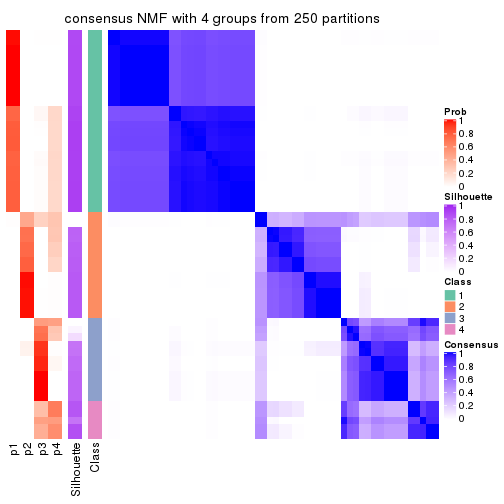 consensus NMF with 4 groups from 250 partitions
Prob
1
0.8
0.6
0.4
0.2
0
Silhouette
1
0.8
0.6
0.4
0.2
0
Class
1
2
3
4
Consensus
1
0.8
0.6
0.4
0.2
0
p1
p2
p3
p4
Silhouette
Class